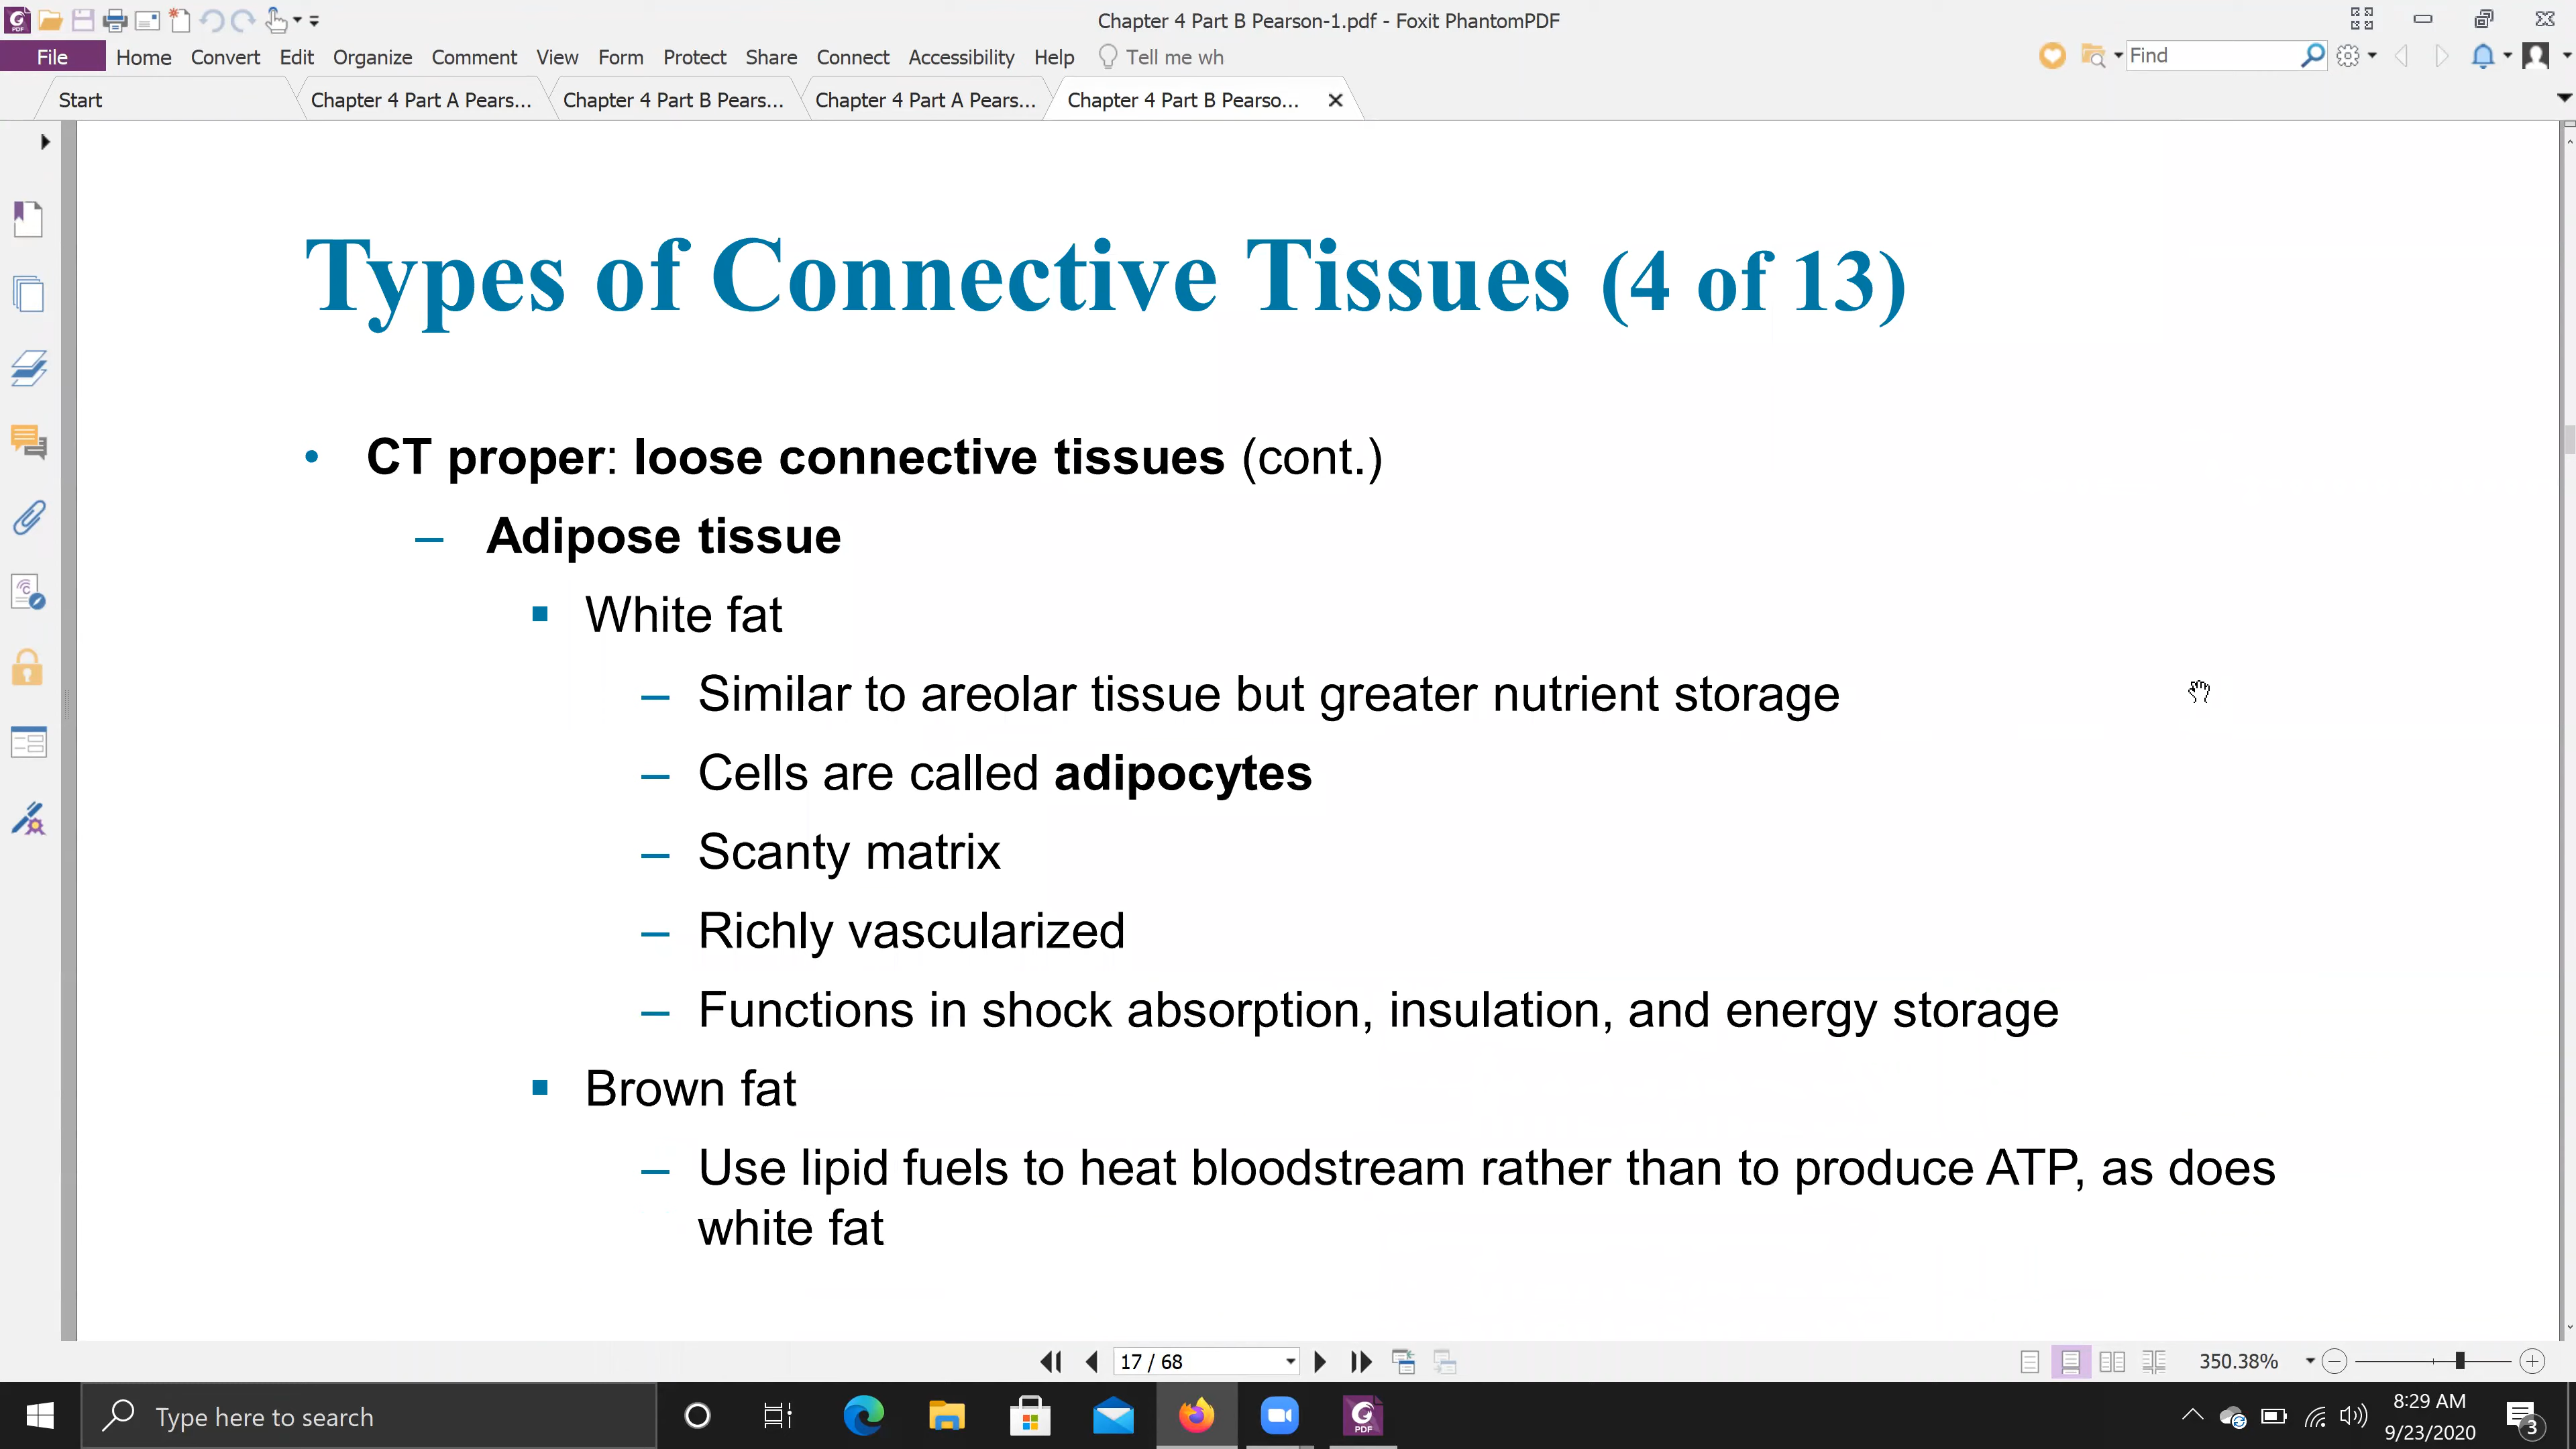 Chapter 4 Part B Pearson-1.pdf - Foxit PhantomPDF
File Home Convert Edit Organize Comment View Form Protect Share Connect Accessibility Help Tell me wh Find
Start Chapter 4 Part A Pears... Chapter 4 Part B Pears... Chapter 4 Part A Pears... Chapter 4 Part B Pearso...
Types of Connective Tissues (4 of 13)
• CT proper: loose connective tissues (cont.)
– Adipose tissue
▪ White fat
– Similar to areolar tissue but greater nutrient storage
– Cells are called adipocytes
– Scanty matrix
– Richly vascularized
– Functions in shock absorption, insulation, and energy storage
▪ Brown fat
– Use lipid fuels to heat bloodstream rather than to produce ATP, as does
white fat
17 / 68 350.38%
Type here to search
PDF
8:29 AM
9/23/2020
3